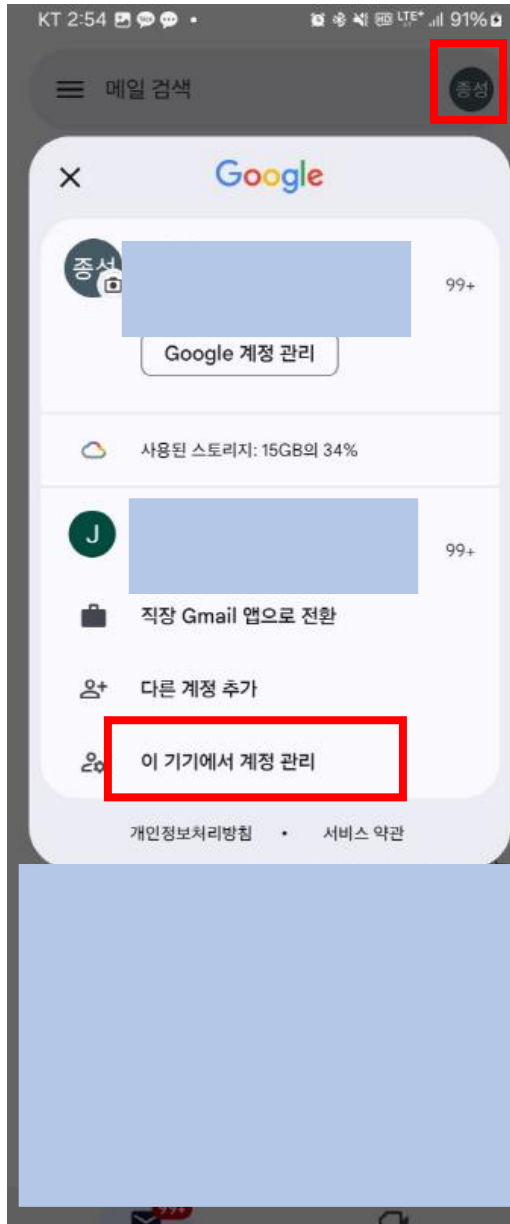 KT 2:54
LTE+ 91%
메일 검색
종성
Google
종성
99+
Google 계정 관리
사용된 스토리지: 15GB의 34%
J
99+
직장 Gmail 앱으로 전환
다른 계정 추가
이 기기에서 계정 관리
개인정보처리방침 • 서비스 약관
99+